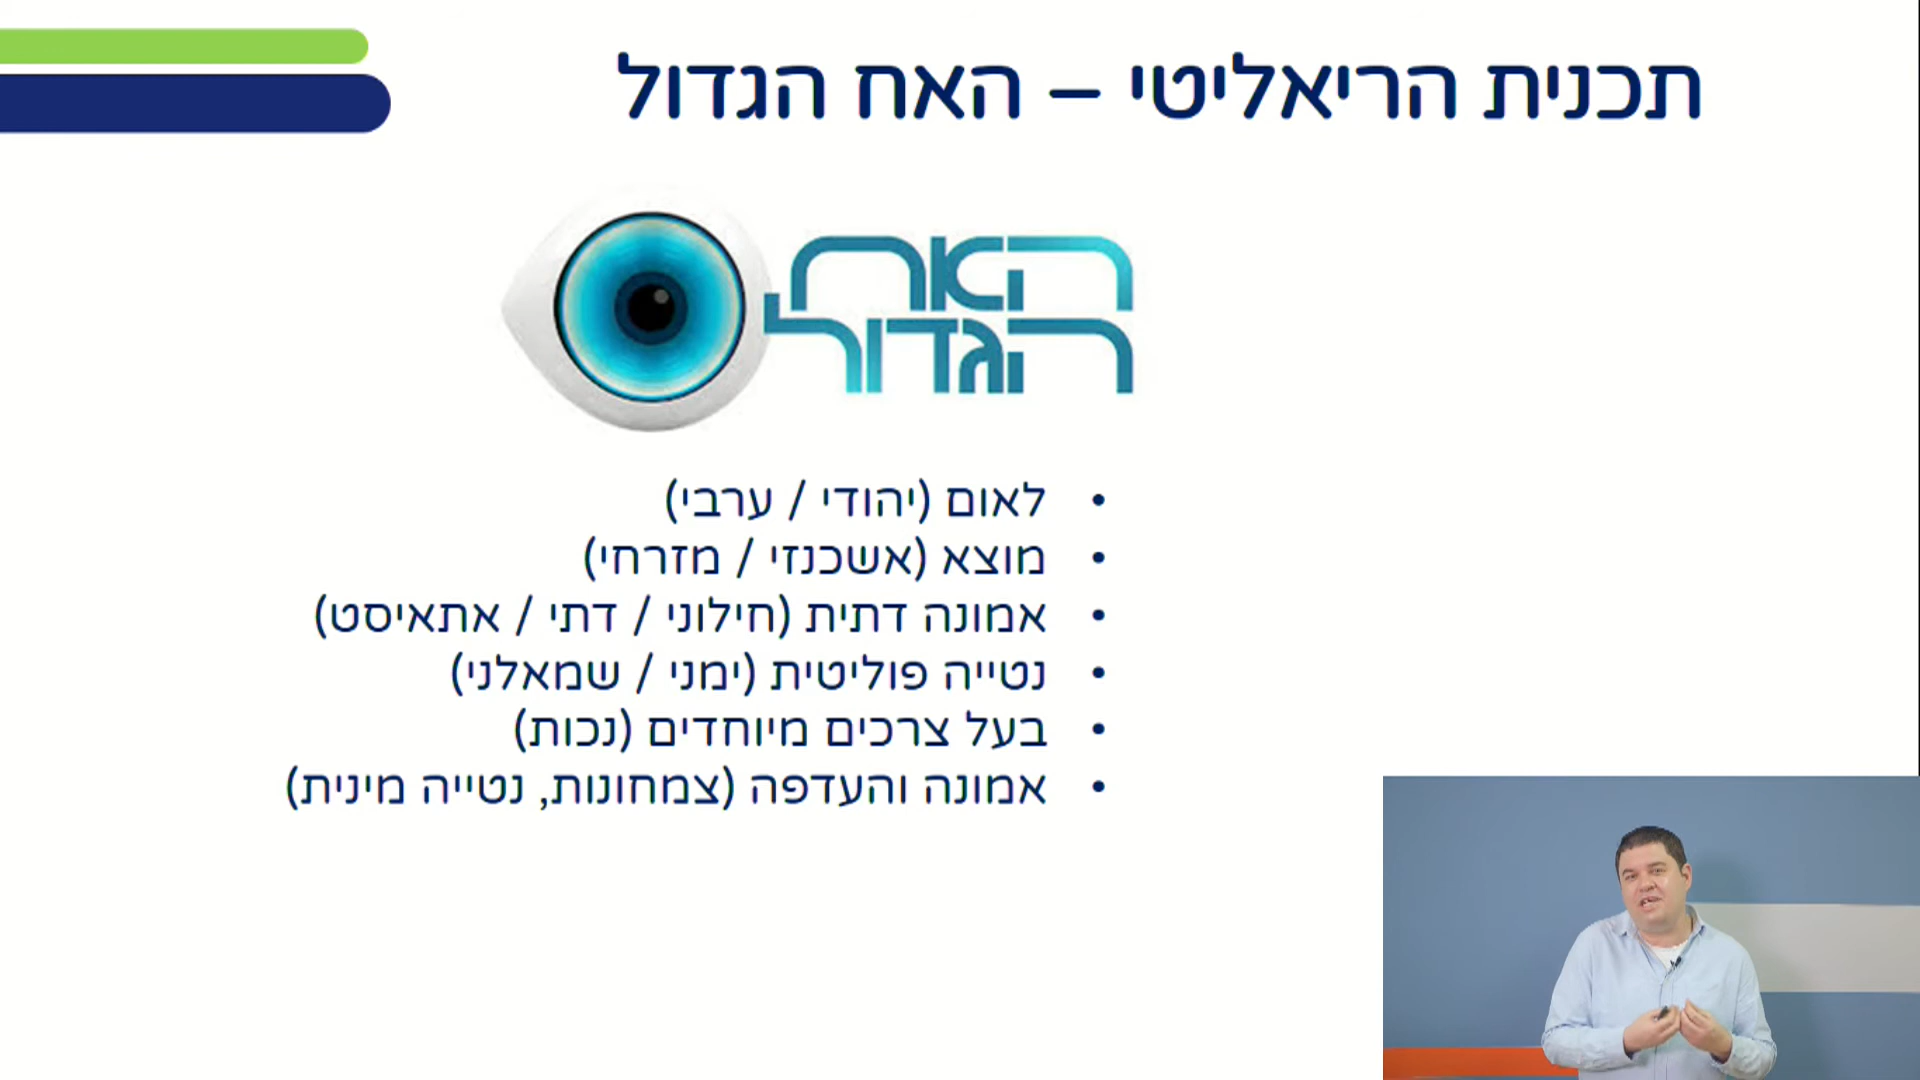 תכנית הריאליטי – האח הגדול
האח
הגדול
• לאום (יהודי / ערבי)
• מוצא (אשכנזי / מזרחי)
• אמונה דתית (חילוני / דתי / אתאיסט)
• נטייה פוליטית (ימני / שמאלני)
• בעל צרכים מיוחדים (נכות)
• אמונה והעדפה (צמחונות, נטייה מינית)